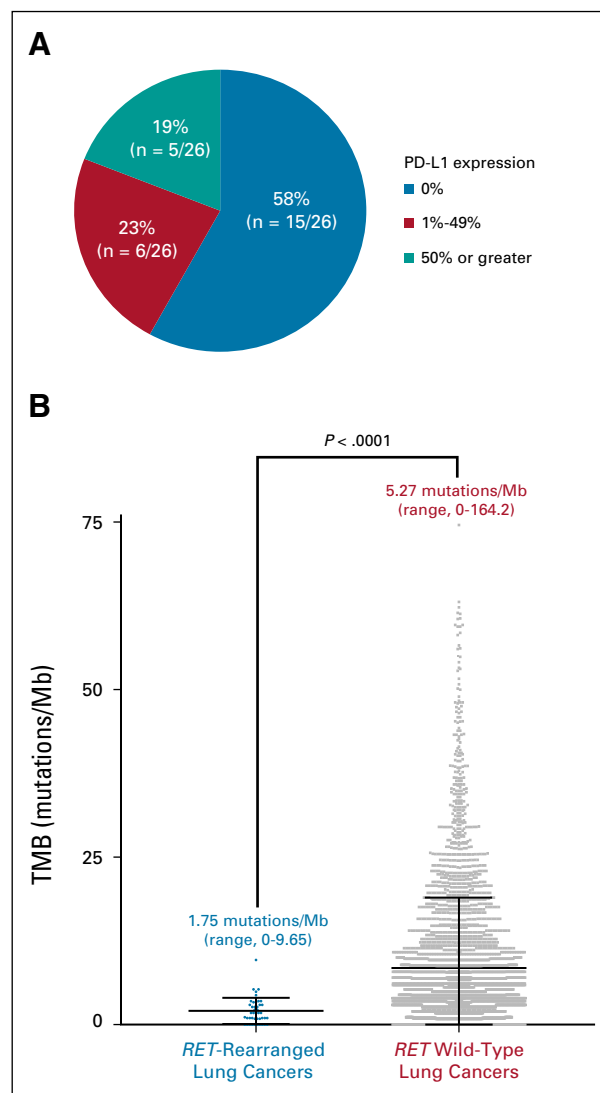 A
19%
(n = 5/26)
58%
(n = 15/26)
23%
(n = 6/26)
PD-L1 expression
0%
1%-49%
50% or greater
B
P < .0001
5.27 mutations/Mb
(range, 0-164.2)
75
50
25
0
TMB (mutations/Mb)
1.75 mutations/Mb
(range, 0-9.65)
RET-Rearranged
Lung Cancers
RET Wild-Type
Lung Cancers